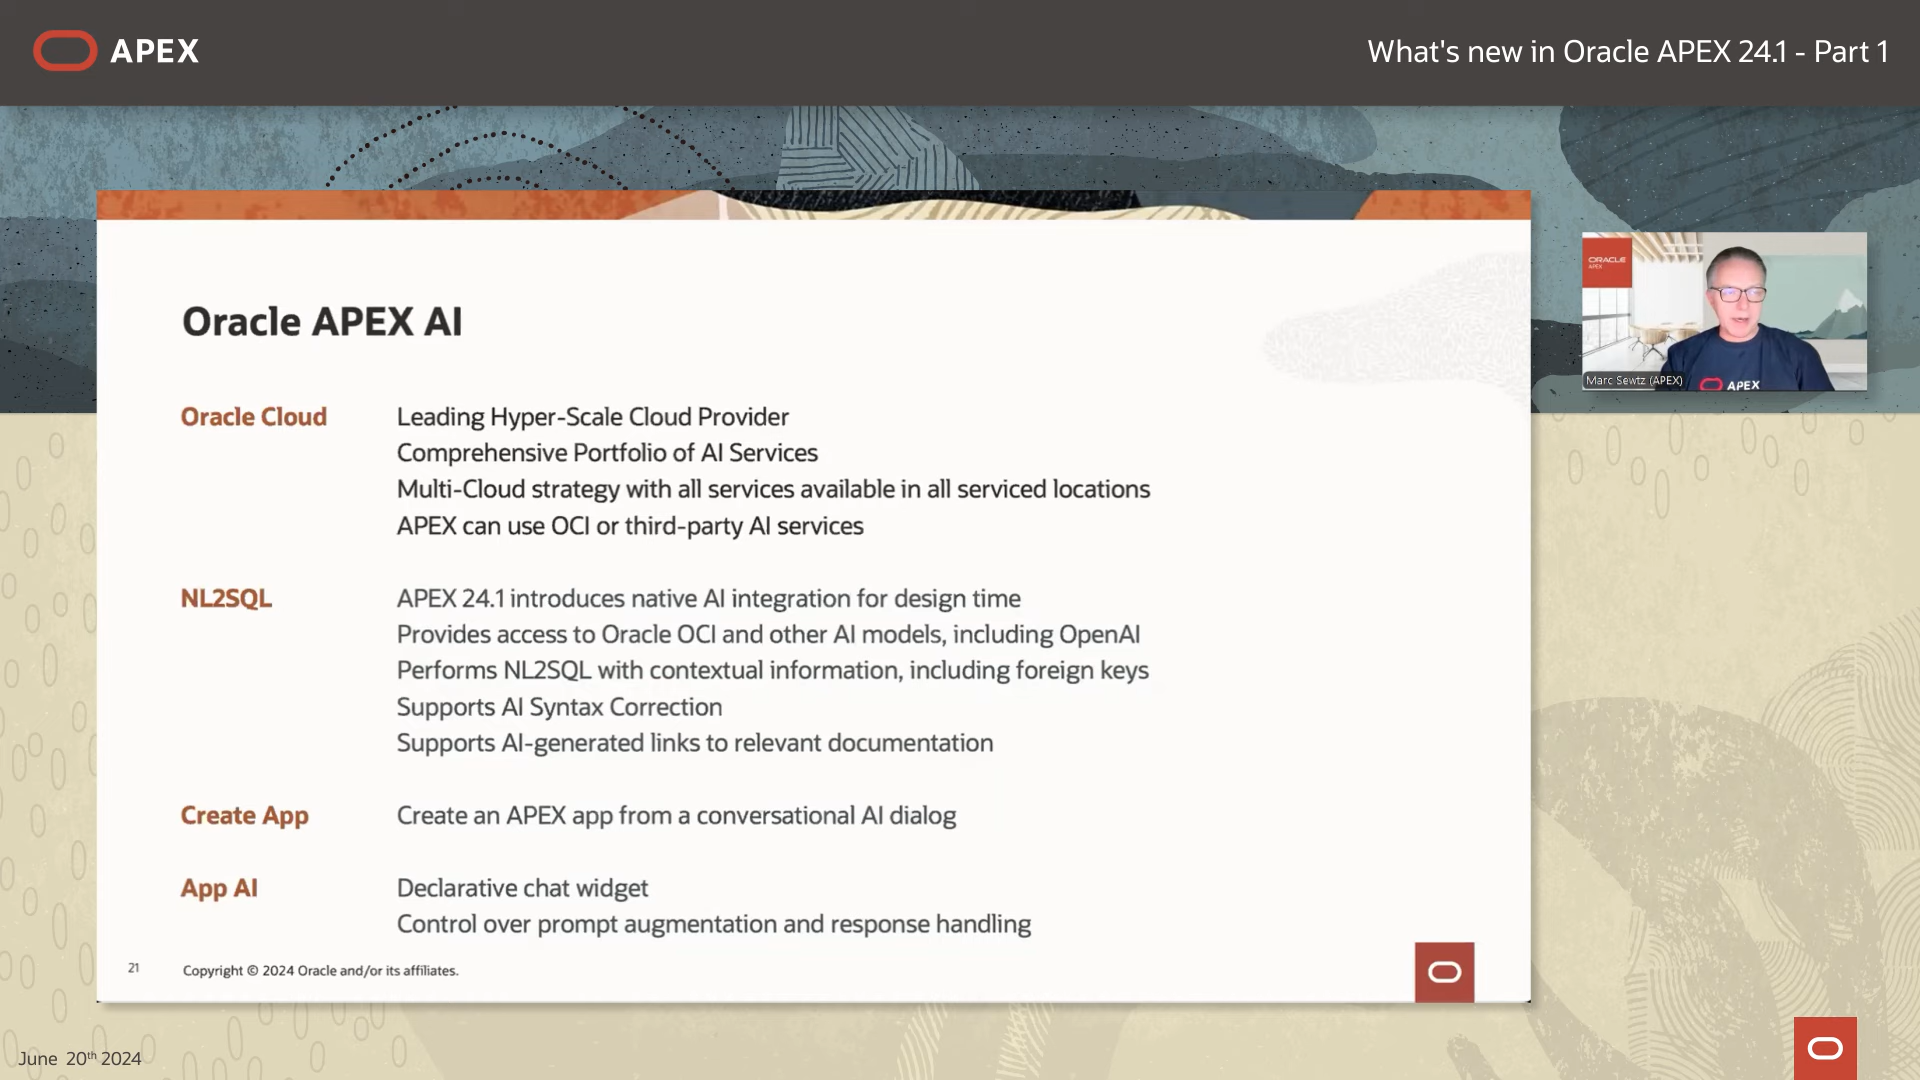 APEX
What's new in Oracle APEX 24.1 - Part 1
ORACLE
APEX
Marc Sewtz (APEX)
APEX
Oracle APEX AI
Oracle Cloud
Leading Hyper-Scale Cloud Provider
Comprehensive Portfolio of AI Services
Multi-Cloud strategy with all services available in all serviced locations
APEX can use OCI or third-party AI services
NL2SQL
APEX 24.1 introduces native AI integration for design time
Provides access to Oracle OCI and other AI models, including OpenAI
Performs NL2SQL with contextual information, including foreign keys
Supports AI Syntax Correction
Supports AI-generated links to relevant documentation
Create App
Create an APEX app from a conversational AI dialog
App AI
Declarative chat widget
Control over prompt augmentation and response handling
21
Copyright © 2024 Oracle and/or its affiliates.
June 20th 2024